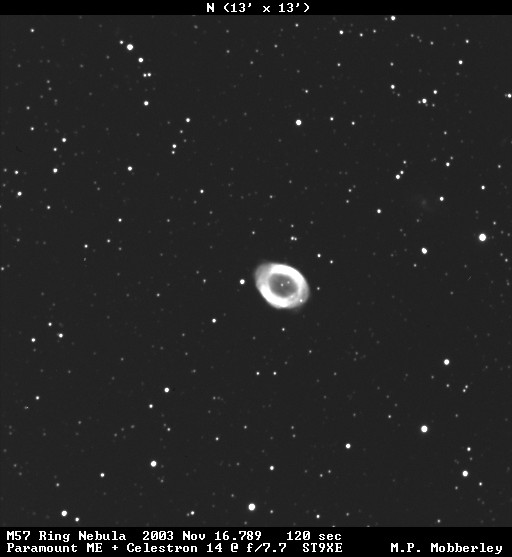 N (13' x 13')
M57 Ring Nebula  2003 Nov 16.789   120 sec
Paramount ME + Celestron 14 @ f/7.7  ST9XE      M.P. Mobberley